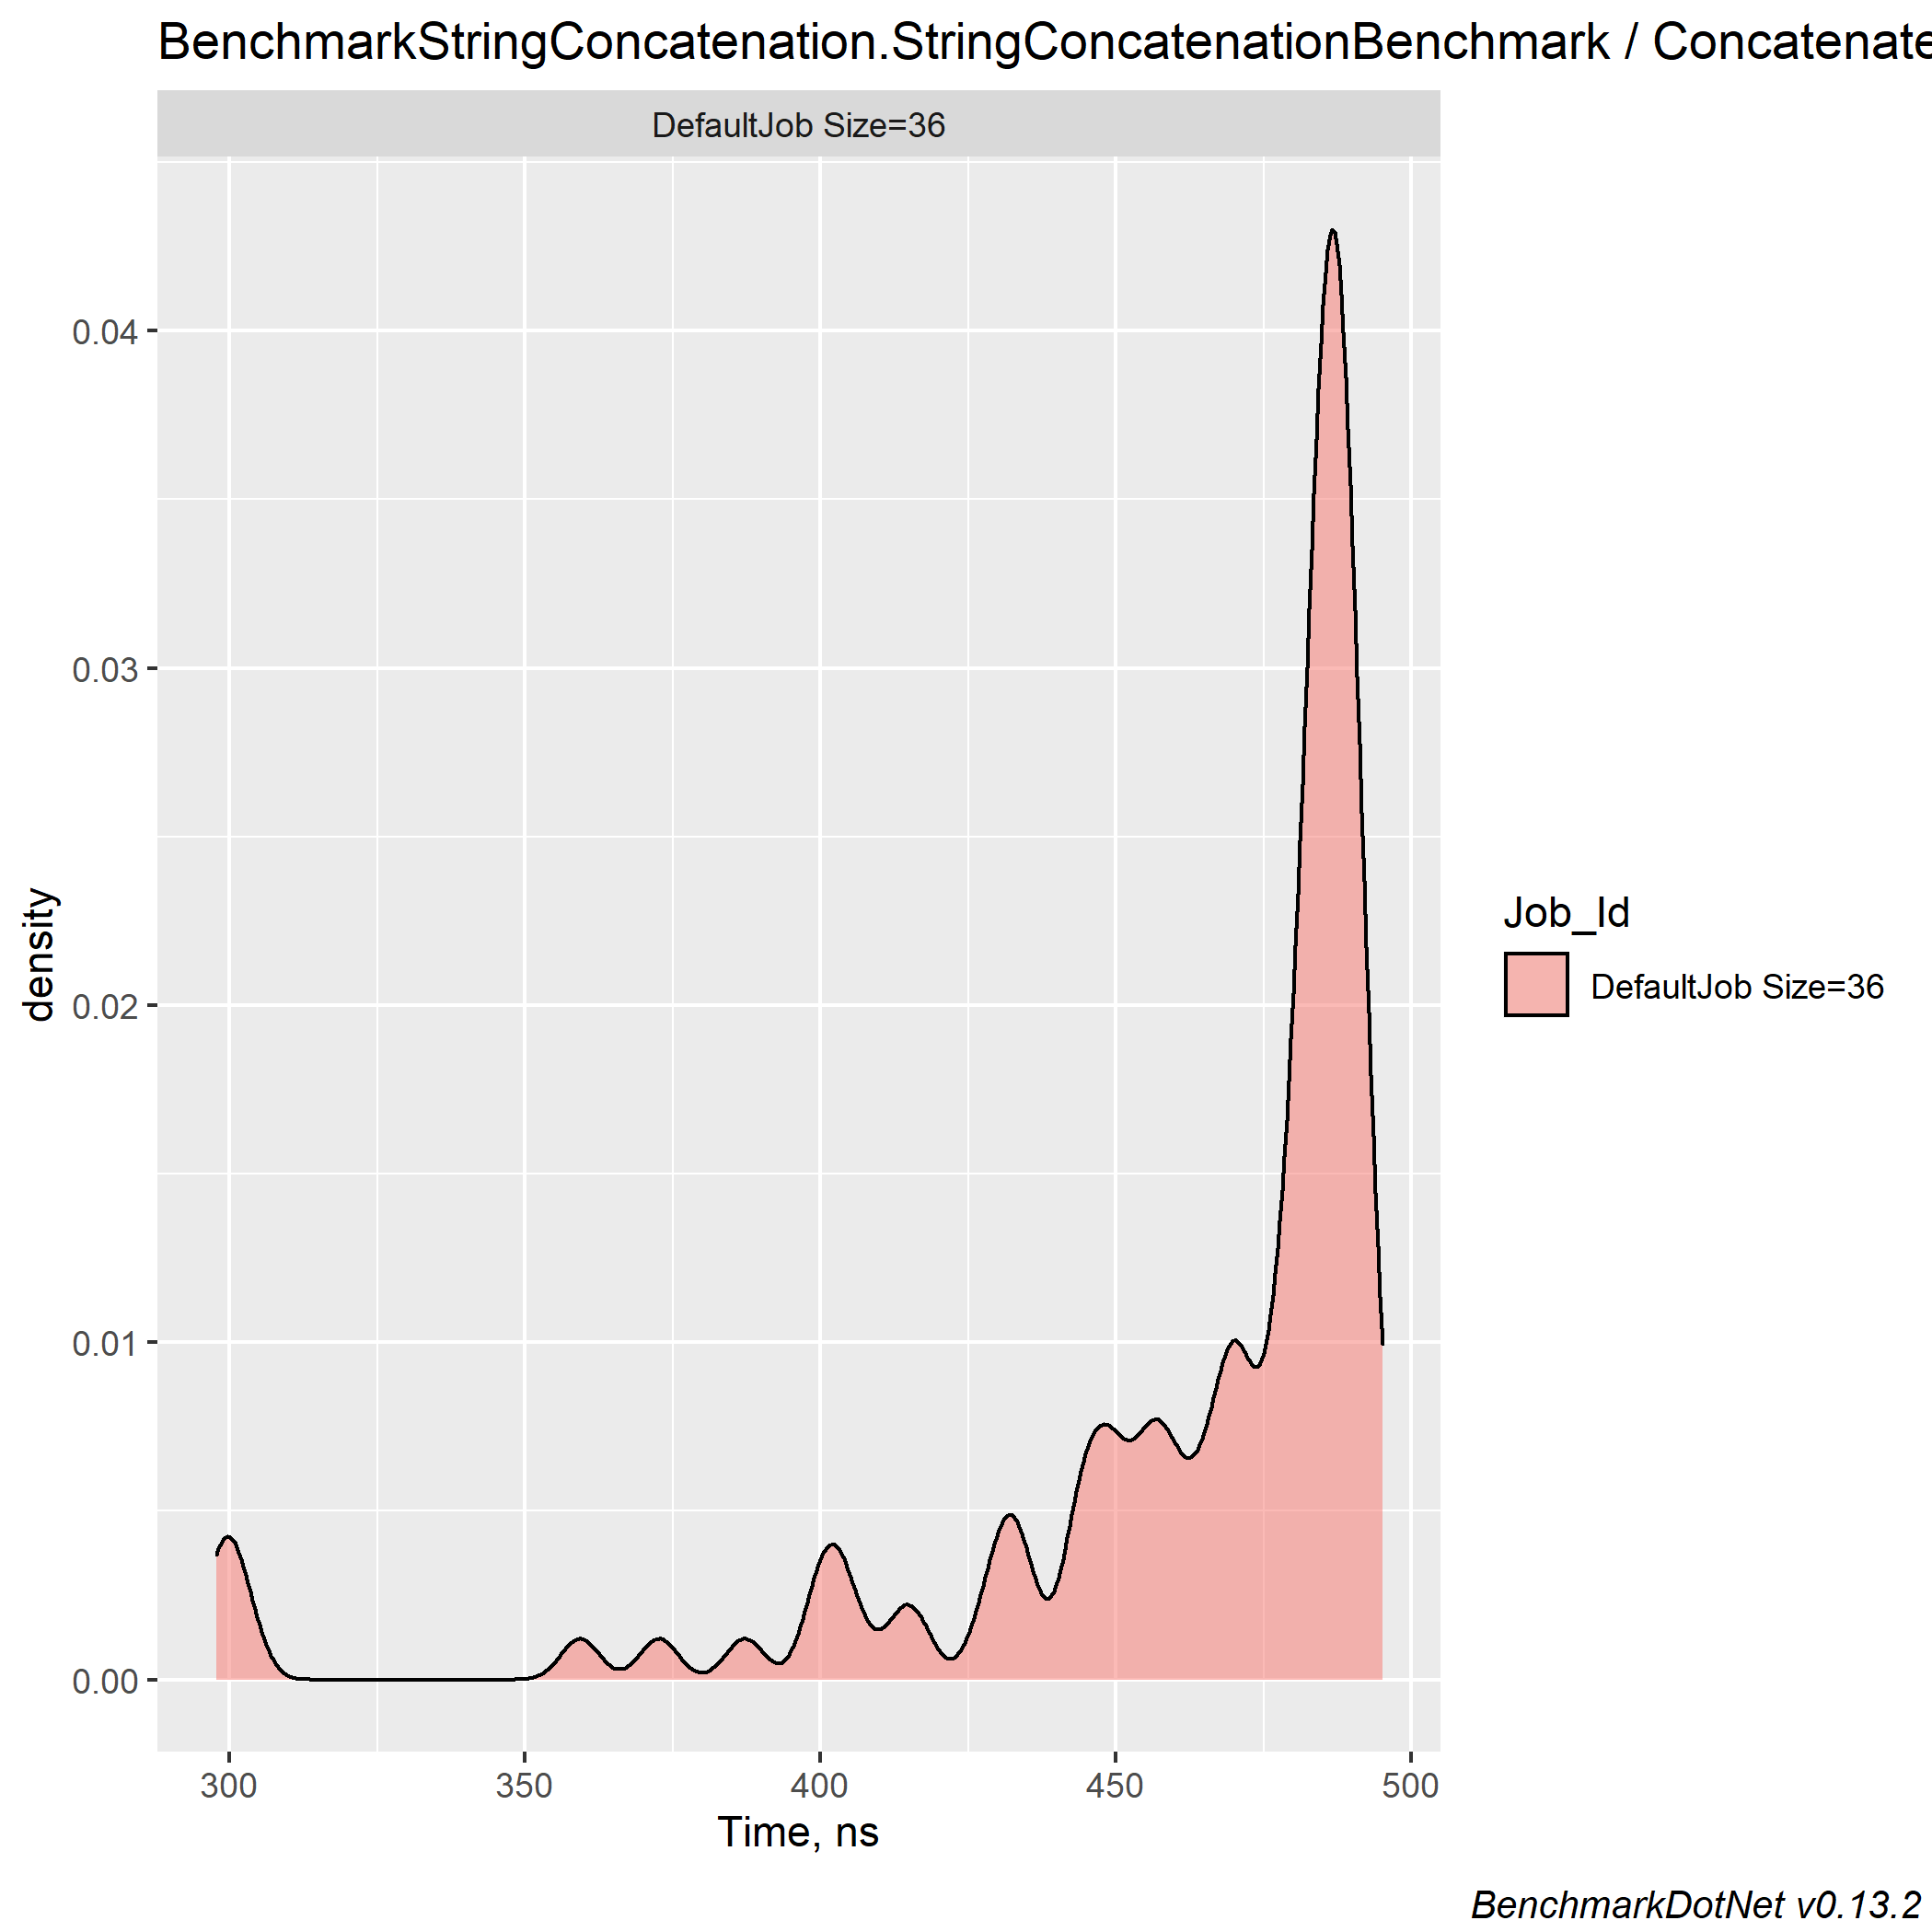 BenchmarkStringConcatenation.StringConcatenationBenchmark / Concatenate
DefaultJob Size=36
0.04
0.03
0.02
0.01
0.00
density
300 350 400 450 500
Time, ns
Job_Id
DefaultJob Size=36
BenchmarkDotNet v0.13.2